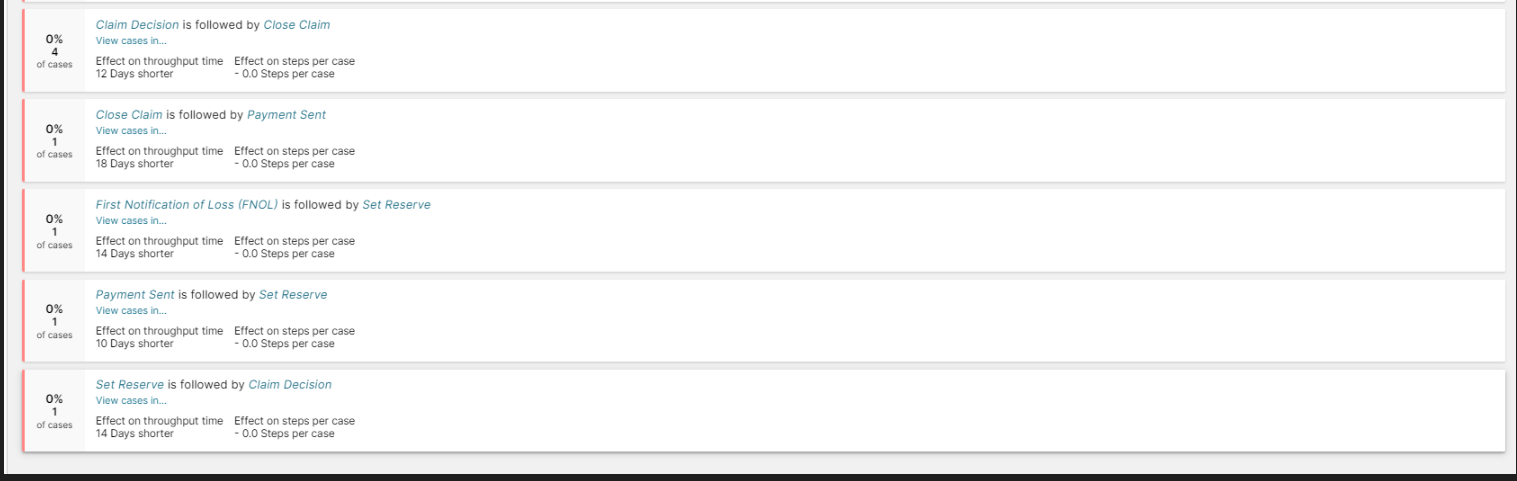 Claim Decision is followed by Close Claim
0%
4
of cases
View cases in...
Effect on throughput time Effect on steps per case
12 Days shorter - 0.0 Steps per case
Close Claim is followed by Payment Sent
0%
1
of cases
View cases in...
Effect on throughput time Effect on steps per case
18 Days shorter - 0.0 Steps per case
First Notification of Loss (FNOL) is followed by Set Reserve
0%
1
of cases
View cases in...
Effect on throughput time Effect on steps per case
14 Days shorter - 0.0 Steps per case
Payment Sent is followed by Set Reserve
0%
1
of cases
View cases in...
Effect on throughput time Effect on steps per case
10 Days shorter - 0.0 Steps per case
Set Reserve is followed by Claim Decision
0%
1
of cases
View cases in...
Effect on throughput time Effect on steps per case
14 Days shorter - 0.0 Steps per case